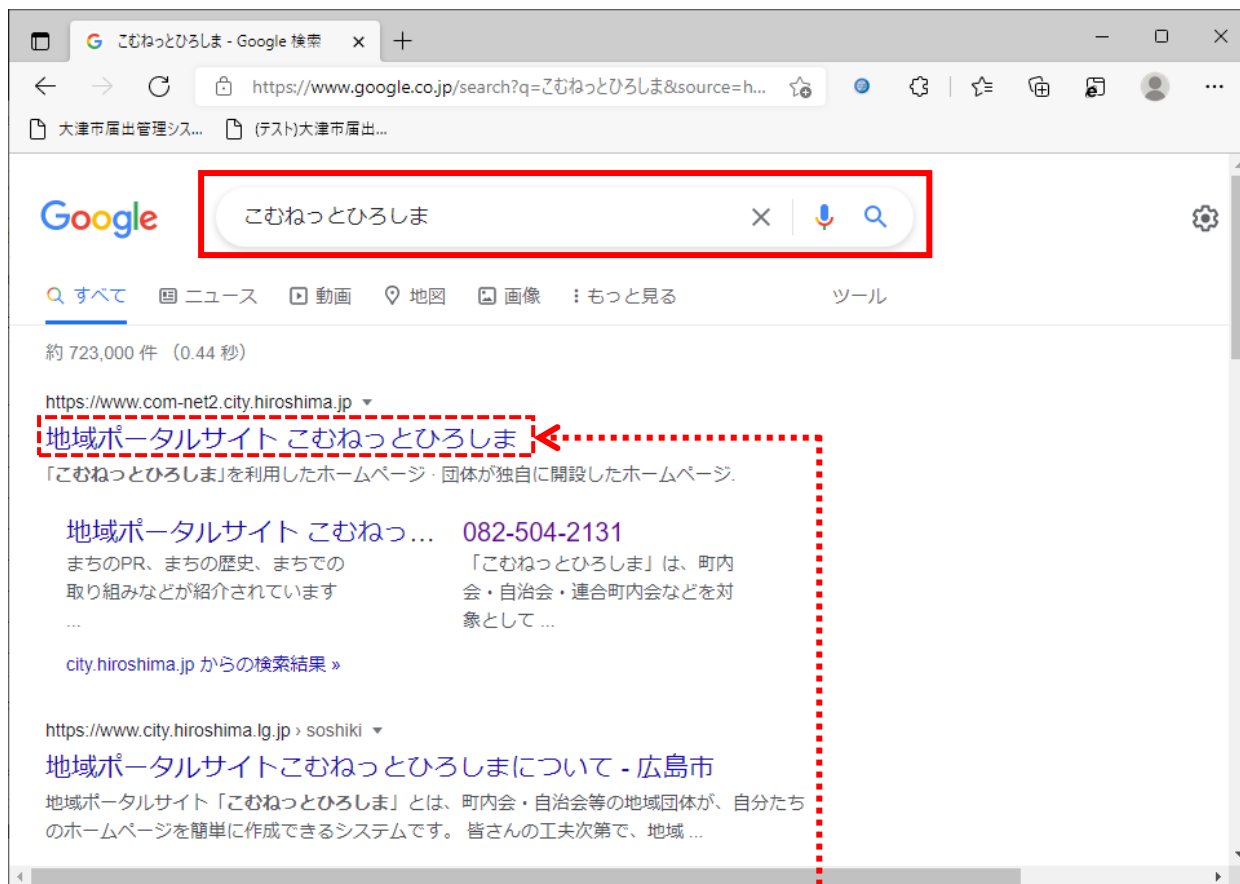 こむねっとひろしま - Google 検索
https://www.google.co.jp/search?q=こむねっとひろしま&source=h...
大津市届出管理シス...
(テスト)大津市届出...
Google
こむねっとひろしま
すべて ニュース 動画 地図 画像 もっと見る ツール
約 723,000 件 (0.44 秒)
https://www.com-net2.city.hiroshima.jp
地域ポータルサイト こむねっとひろしま
「こむねっとひろしま」を利用したホームページ · 団体が独自に開設したホームページ.
地域ポータルサイト こむねっ...
まちのPR、まちの歴史、まちでの
取り組みなどが紹介されています
...
082-504-2131
「こむねっとひろしま」は、町内
会・自治会・連合町内会などを対
象として ...
city.hiroshima.jp からの検索結果 »
https://www.city.hiroshima.lg.jp › soshiki
地域ポータルサイトこむねっとひろしまについて - 広島市
地域ポータルサイト「こむねっとひろしま」とは、町内会・自治会等の地域団体が、自分たち
のホームページを簡単に作成できるシステムです。 皆さんの工夫次第で、地域 ...